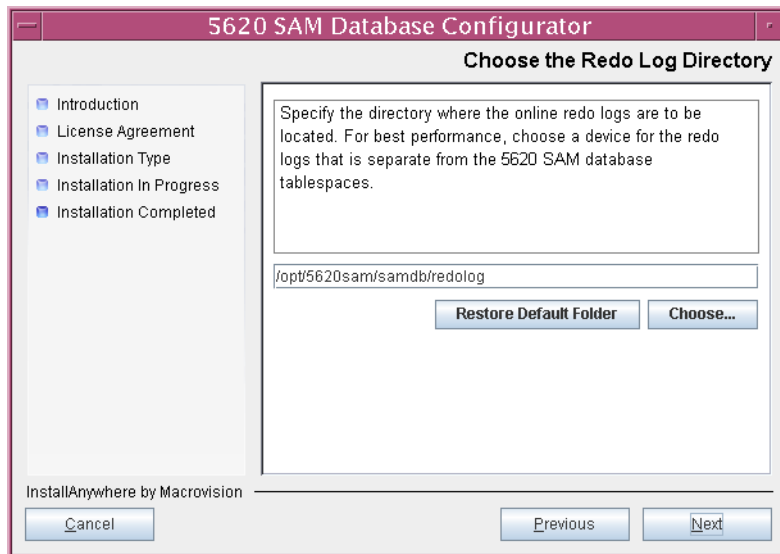 5620 SAM Database Configurator
Choose the Redo Log Directory
Introduction
License Agreement
Installation Type
Installation In Progress
Installation Completed
Specify the directory where the online redo logs are to be
located. For best performance, choose a device for the redo
logs that is separate from the 5620 SAM database
tablespaces.
/opt/5620sam/samdb/redolog
Restore Default Folder
Choose...
InstallAnywhere by Macrovision
Cancel
Previous
Next